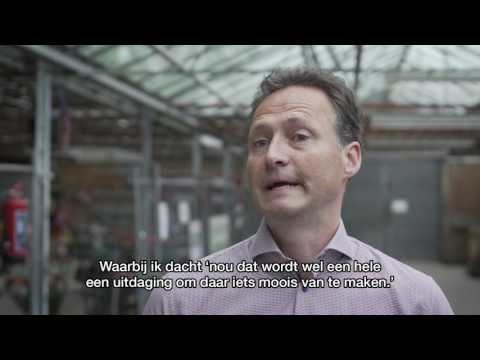 Waarbij ik dacht ‘nou dat wordt wel een hele
een uitdaging om daar iets moois van te maken.’